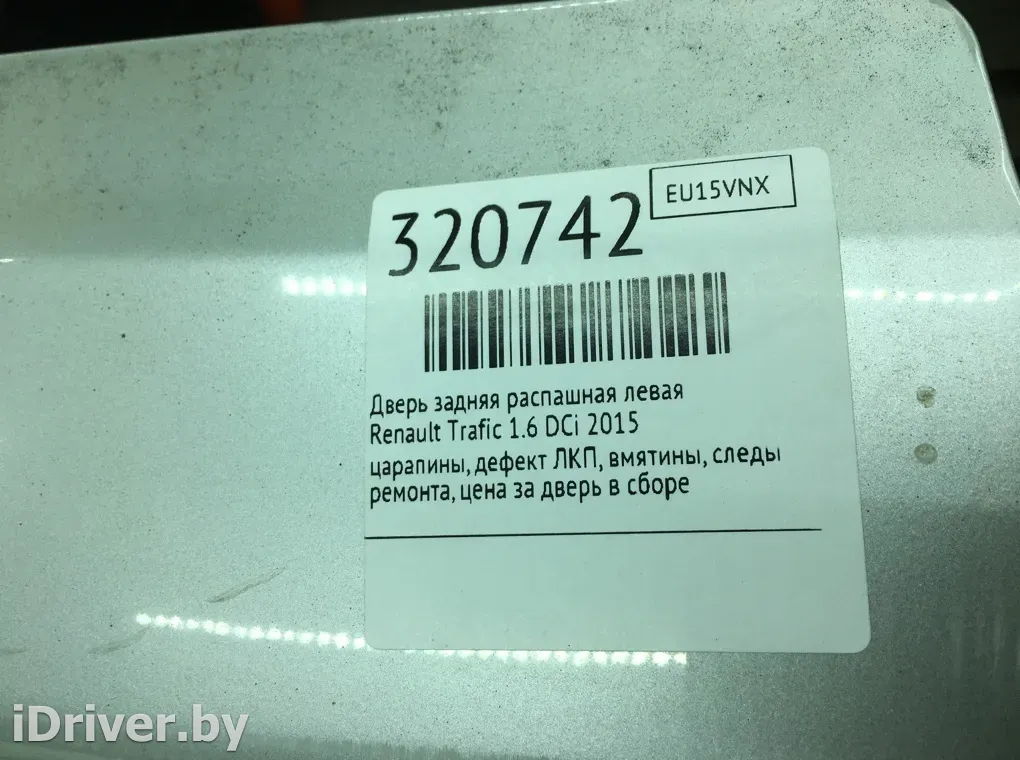 320742
EU15VNX
Дверь задняя распашная левая
Renault Trafic 1.6 DCi 2015
царапины, дефект ЛКП, вмятины, следы
ремонта, цена за дверь в сборе
iDriver.by